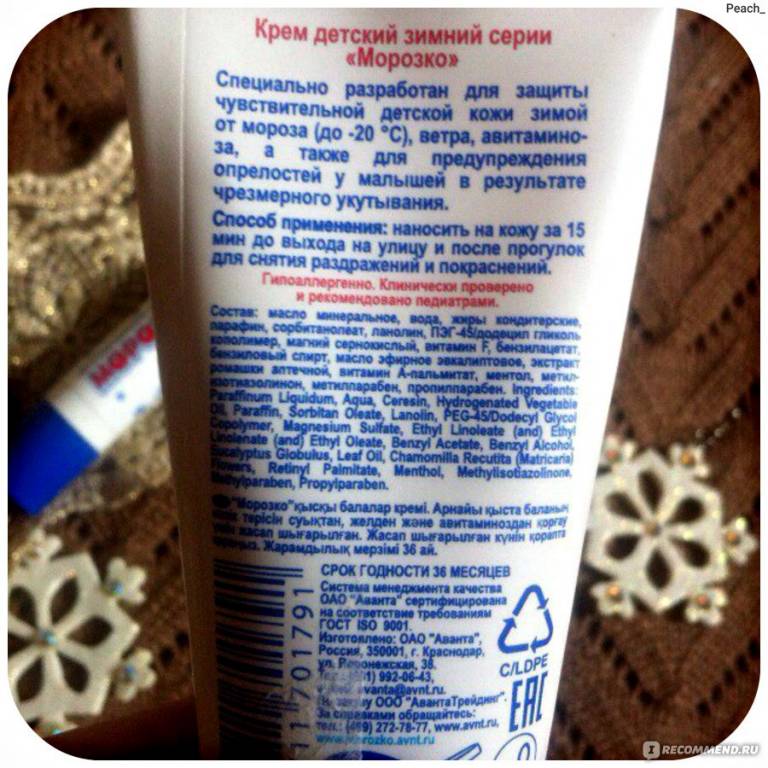 Peach_
Крем детский зимний серии
«Морозко»
Специально разработан для защиты
чувствительной детской кожи зимой
от мороза (до -20 °С), ветра, авитамино-
за, а также для предупреждения
опрелостей у малышей в результате
чрезмерного укутывания.
Способ применения: наносить на кожу за 15
мин до выхода на улицу и после прогулок
для снятия раздражений и покраснений.
Гипоаллергенно. Клинически проверено
и рекомендовано педиатрами.
Состав: масло минеральное, вода, жиры кондитерские,
парафин, сорбитанолеат, ланолин, ПЭГ-45/додецил гликоль
кополимер, магний сернокислый, витамин F, бензилацетат,
бензиловый спирт, масло эфирное эвкалиптовое, экстракт
ромашки аптечной, витамин А-пальмитат, ментол, метил-
изотиазолинон, метилпарабен, пропилпарабен. Ingredients:
Paraffinum Liquidum, Aqua, Ceresin, Hydrogenated Vegetable
Oil, Paraffin, Sorbitan Oleate, Lanolin, PEG-45/Dodecyl Glycol
Copolymer, Magnesium Sulfate, Ethyl Linoleate (and) Ethyl
Linolenate (and) Ethyl Oleate, Benzyl Acetate, Benzyl Alcohol,
Eucalyptus Globulus, Leaf Oil, Chamomilla Recutita (Matricaria)
Flowers, Retinyl Palmitate, Menthol, Methylisotiazolinone,
Methylparaben, Propylparaben.
"Морозко"қысқы балалар кремі. Арнайы қыста баланың
терісін суықтан, желден және авитаминоздан қорғау
үшін жасап шығарылған. Жасап шығарылған күнін қорапта
қараңыз. Жарамдылық мерзімі 36 ай.
СРОК ГОДНОСТИ 36 МЕСЯЦЕВ
Система менеджмента качества
ОАО "Аванта" сертифицирована
на соответствие требованиям
ГОСТ ISO 9001.
Изготовлено: ОАО "Аванта",
Россия, 350001, г. Краснодар,
ул. Воронежская, 38.
992-06-43,
avanta@avnt.ru.
По заказу ООО "АвантаТрейдинг".
За справками обращайтесь:
тел.: (499) 272-78-77, www.avnt.ru,
www.morozko.avnt.ru
C/LDPE
EAC
11701791
МОРО
IRECOMMEND.RU